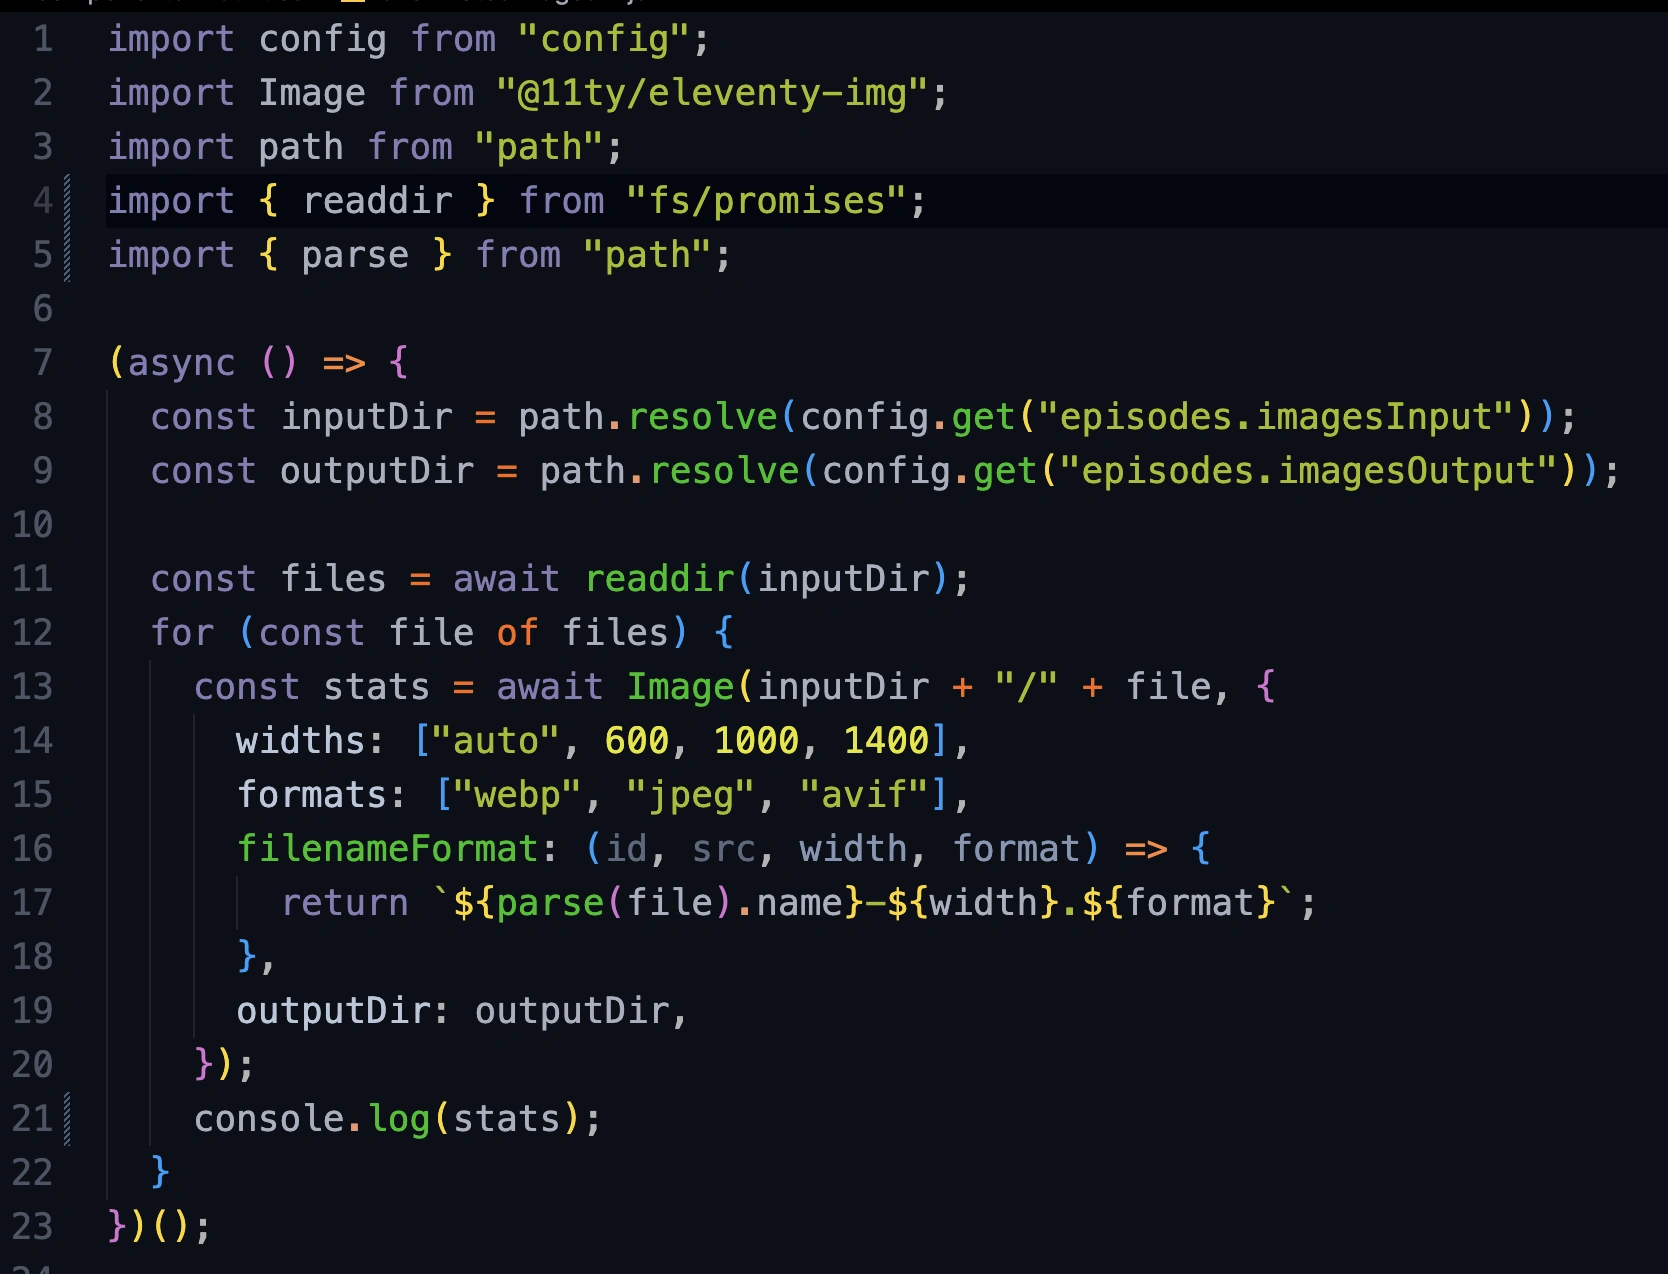 1 import config from "config";
2 import Image from "@11ty/eleventy-img";
3 import path from "path";
4 import { readdir } from "fs/promises";
5 import { parse } from "path";
6
7 (async () => {
8   const inputDir = path.resolve(config.get("episodes.imagesInput"));
9   const outputDir = path.resolve(config.get("episodes.imagesOutput"));
10
11   const files = await readdir(inputDir);
12   for (const file of files) {
13     const stats = await Image(inputDir + "/" + file, {
14       widths: ["auto", 600, 1000, 1400],
15       formats: ["webp", "jpeg", "avif"],
16       filenameFormat: (id, src, width, format) => {
17         return `${parse(file).name}-${width}.${format}`;
18       },
19       outputDir: outputDir,
20     });
21     console.log(stats);
22   }
23 })();